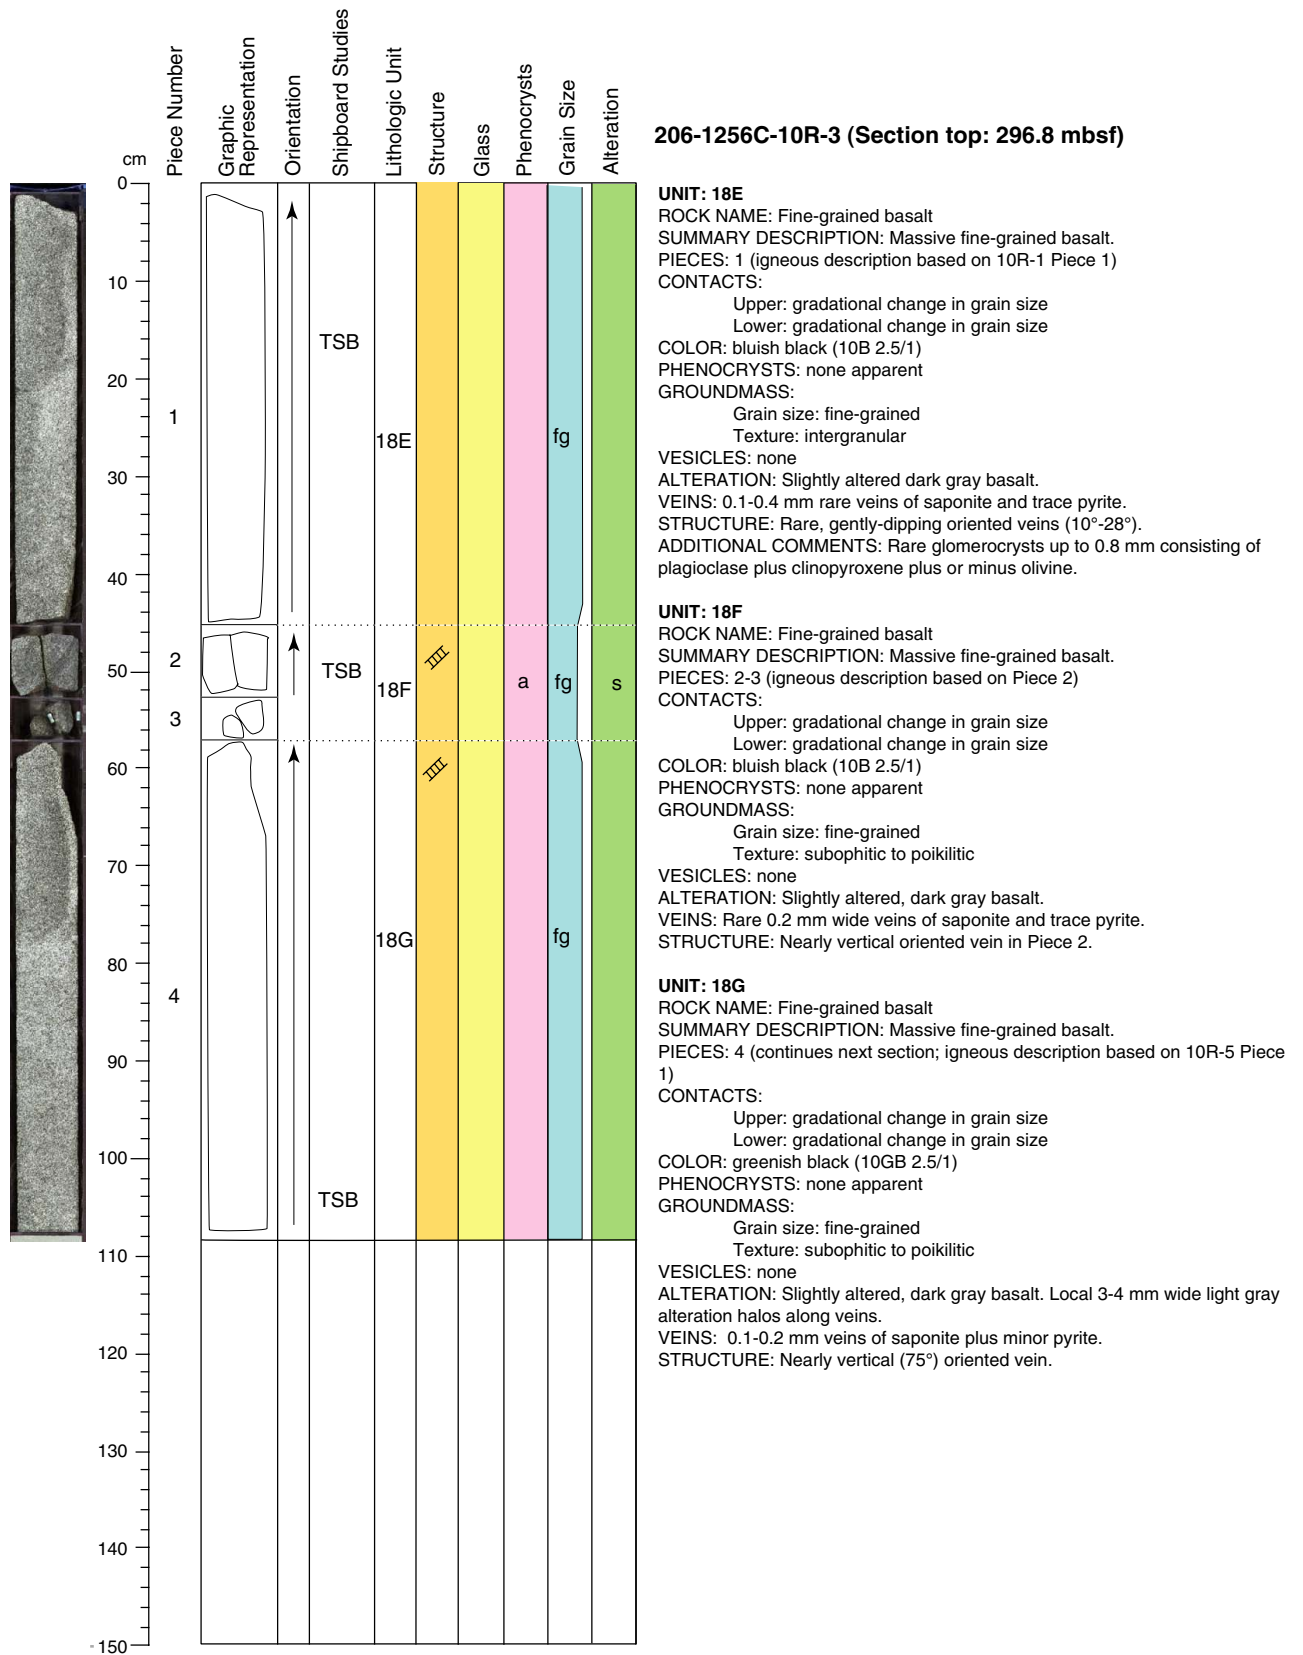 Piece Number
Graphic
Representation
Orientation
Shipboard Studies
Lithologic Unit
Structure
Glass
Phenocrysts
Grain Size
Alteration
cm
0
10
20
30
40
50
60
70
80
90
100
110
120
130
140
150
1
2
3
4
TSB
TSB
TSB
18E
18F
18G
a
fg
fg
fg
s
206-1256C-10R-3 (Section top: 296.8 mbsf)
UNIT: 18E
ROCK NAME: Fine-grained basalt
SUMMARY DESCRIPTION: Massive fine-grained basalt.
PIECES: 1 (igneous description based on 10R-1 Piece 1)
CONTACTS:
Upper: gradational change in grain size
Lower: gradational change in grain size
COLOR: bluish black (10B 2.5/1)
PHENOCRYSTS: none apparent
GROUNDMASS:
Grain size: fine-grained
Texture: intergranular
VESICLES: none
ALTERATION: Slightly altered dark gray basalt.
VEINS: 0.1-0.4 mm rare veins of saponite and trace pyrite.
STRUCTURE: Rare, gently-dipping oriented veins (10°-28°).
ADDITIONAL COMMENTS: Rare glomerocrysts up to 0.8 mm consisting of
plagioclase plus clinopyroxene plus or minus olivine.
UNIT: 18F
ROCK NAME: Fine-grained basalt
SUMMARY DESCRIPTION: Massive fine-grained basalt.
PIECES: 2-3 (igneous description based on Piece 2)
CONTACTS:
Upper: gradational change in grain size
Lower: gradational change in grain size
COLOR: bluish black (10B 2.5/1)
PHENOCRYSTS: none apparent
GROUNDMASS:
Grain size: fine-grained
Texture: subophitic to poikilitic
VESICLES: none
ALTERATION: Slightly altered, dark gray basalt.
VEINS: Rare 0.2 mm wide veins of saponite and trace pyrite.
STRUCTURE: Nearly vertical oriented vein in Piece 2.
UNIT: 18G
ROCK NAME: Fine-grained basalt
SUMMARY DESCRIPTION: Massive fine-grained basalt.
PIECES: 4 (continues next section; igneous description based on 10R-5 Piece
1)
CONTACTS:
Upper: gradational change in grain size
Lower: gradational change in grain size
COLOR: greenish black (10GB 2.5/1)
PHENOCRYSTS: none apparent
GROUNDMASS:
Grain size: fine-grained
Texture: subophitic to poikilitic
VESICLES: none
ALTERATION: Slightly altered, dark gray basalt. Local 3-4 mm wide light gray
alteration halos along veins.
VEINS: 0.1-0.2 mm veins of saponite plus minor pyrite.
STRUCTURE: Nearly vertical (75°) oriented vein.